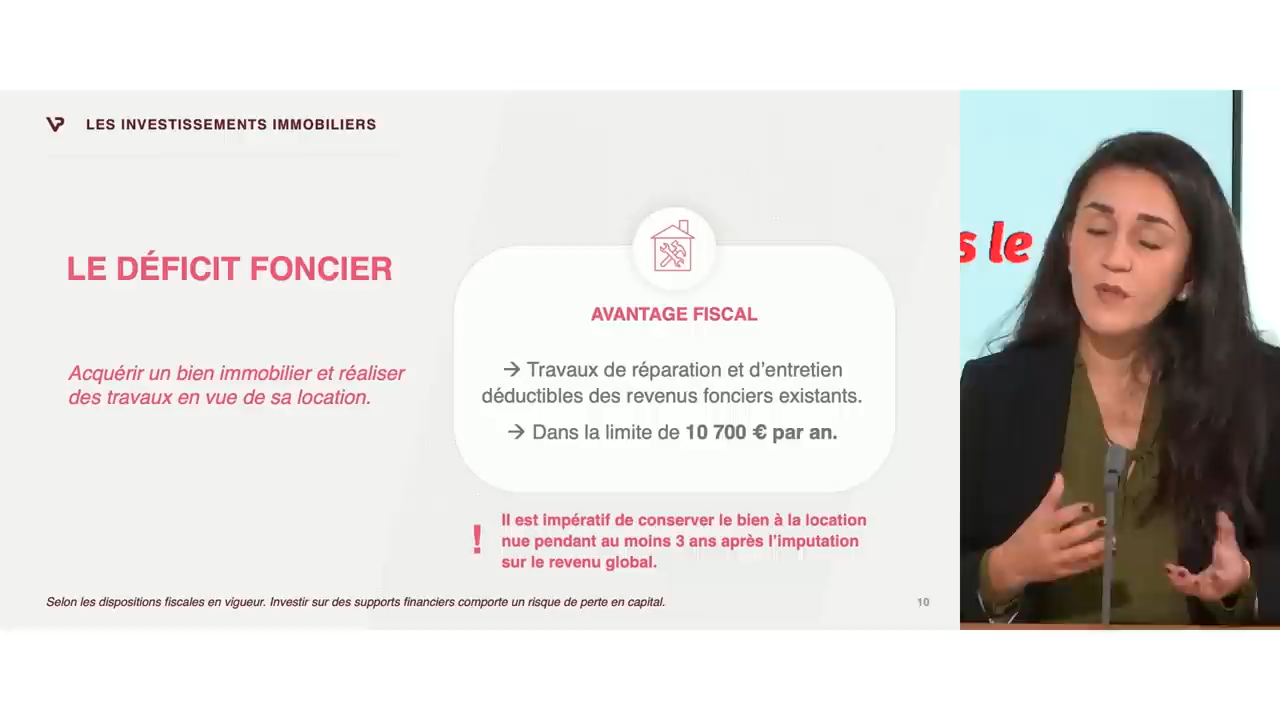 LES INVESTISSEMENTS IMMOBILIERS
LE DÉFICIT FONCIER
Acquérir un bien immobilier et réaliser
des travaux en vue de sa location.
AVANTAGE FISCAL
→ Travaux de réparation et d'entretien
déductibles des revenus fonciers existants.
→ Dans la limite de 10 700 € par an.
! Il est impératif de conserver le bien à la location
nue pendant au moins 3 ans après l'imputation
sur le revenu global.
Selon les dispositions fiscales en vigueur. Investir sur des supports financiers comporte un risque de perte en capital.
10
s le